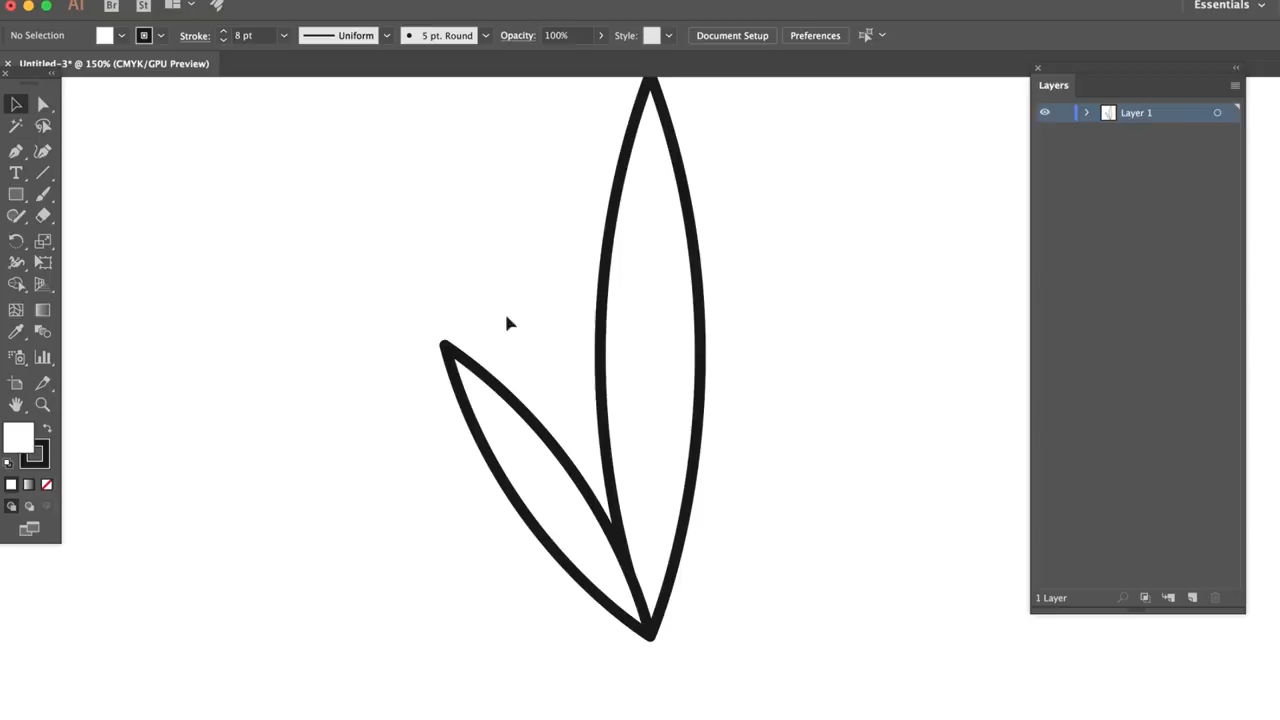 Ai Br St Essentials
No Selection Stroke: 8 pt Uniform 5 pt. Round Opacity: 100% Style: Document Setup Preferences
Untitled-3* @ 150% (CMYK/GPU Preview)
Layers
Layer 1
1 Layer